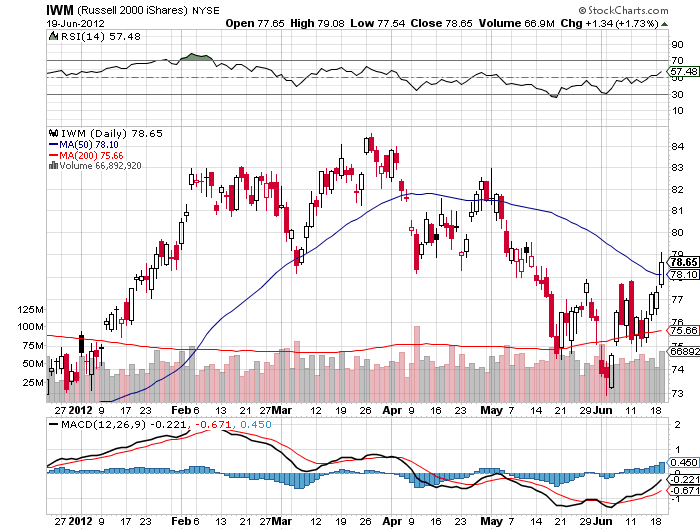 IWM (Russell 2000 iShares) NYSE © StockCharts.com
19-Jun-2012 Open 77.65 High 79.08 Low 77.54 Close 78.65 Volume 66.9M Chg +1.34 (+1.73%)
RSI(14) 57.48
90
70
57.48
50
30
10
IWM (Daily) 78.65
MA(50) 78.10
MA(200) 75.66
Volume 66,892,920
84
83
82
81
80
79
78.65
78.10
77
76
75.66
75
66892
74
73
125M
100M
75M
50M
25M
27 2012 9 17 23 Feb 6 13 21 27 Mar 12 19 26 Apr 9 16 23 May 7 14 21 29 Jun 11 18
MACD(12,26,9) -0.221, -0.671, 0.450
2
1
0.450
0
-0.221
-0.671
-1
27 2012 9 17 23 Feb 6 13 21 27 Mar 12 19 26 Apr 9 16 23 May 7 14 21 29 Jun 11 18